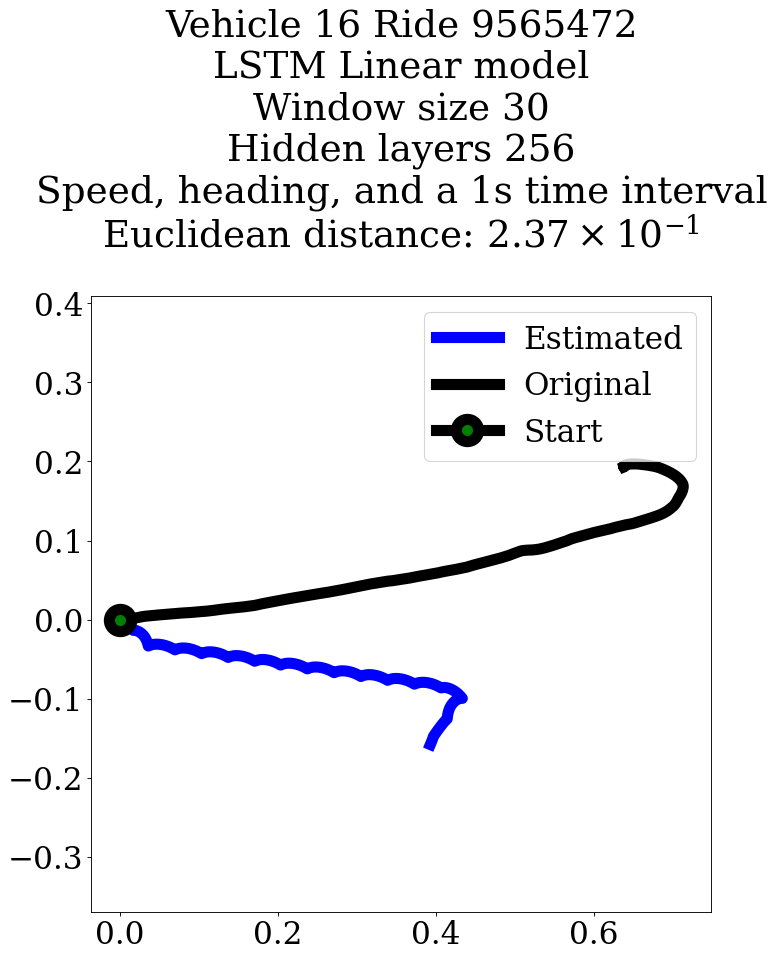 Vehicle 16 Ride 9565472
LSTM Linear model
Window size 30
Hidden layers 256
Speed, heading, and a 1s time interval
Euclidean distance: 2.37 × 10⁻¹
0.4
0.3
0.2
0.1
0.0
−0.1
−0.2
−0.3
Estimated
Original
Start
0.0 0.2 0.4 0.6